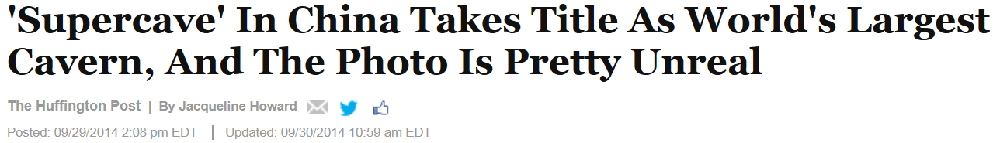 'Supercave' In China Takes Title As World's Largest
Cavern, And The Photo Is Pretty Unreal
The Huffington Post | By Jacqueline Howard
Posted: 09/29/2014 2:08 pm EDT | Updated: 09/30/2014 10:59 am EDT